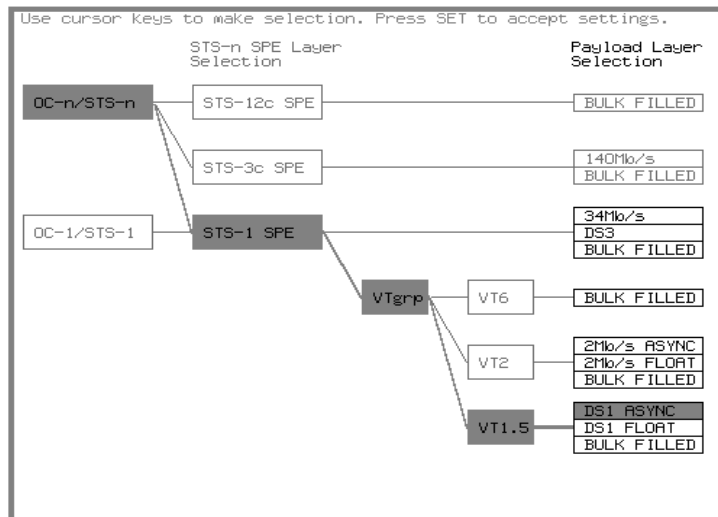 Use cursor keys to make selection. Press SET to accept settings.
STS-n SPE Layer
Selection
Payload Layer
Selection
OC-n/STS-n
STS-12c SPE
BULK FILLED
STS-3c SPE
140Mb/s
BULK FILLED
OC-1/STS-1
STS-1 SPE
34Mb/s
DS3
BULK FILLED
VTgrp
VT6
BULK FILLED
VT2
2Mb/s ASYNC
2Mb/s FLOAT
BULK FILLED
VT1.5
DS1 ASYNC
DS1 FLOAT
BULK FILLED